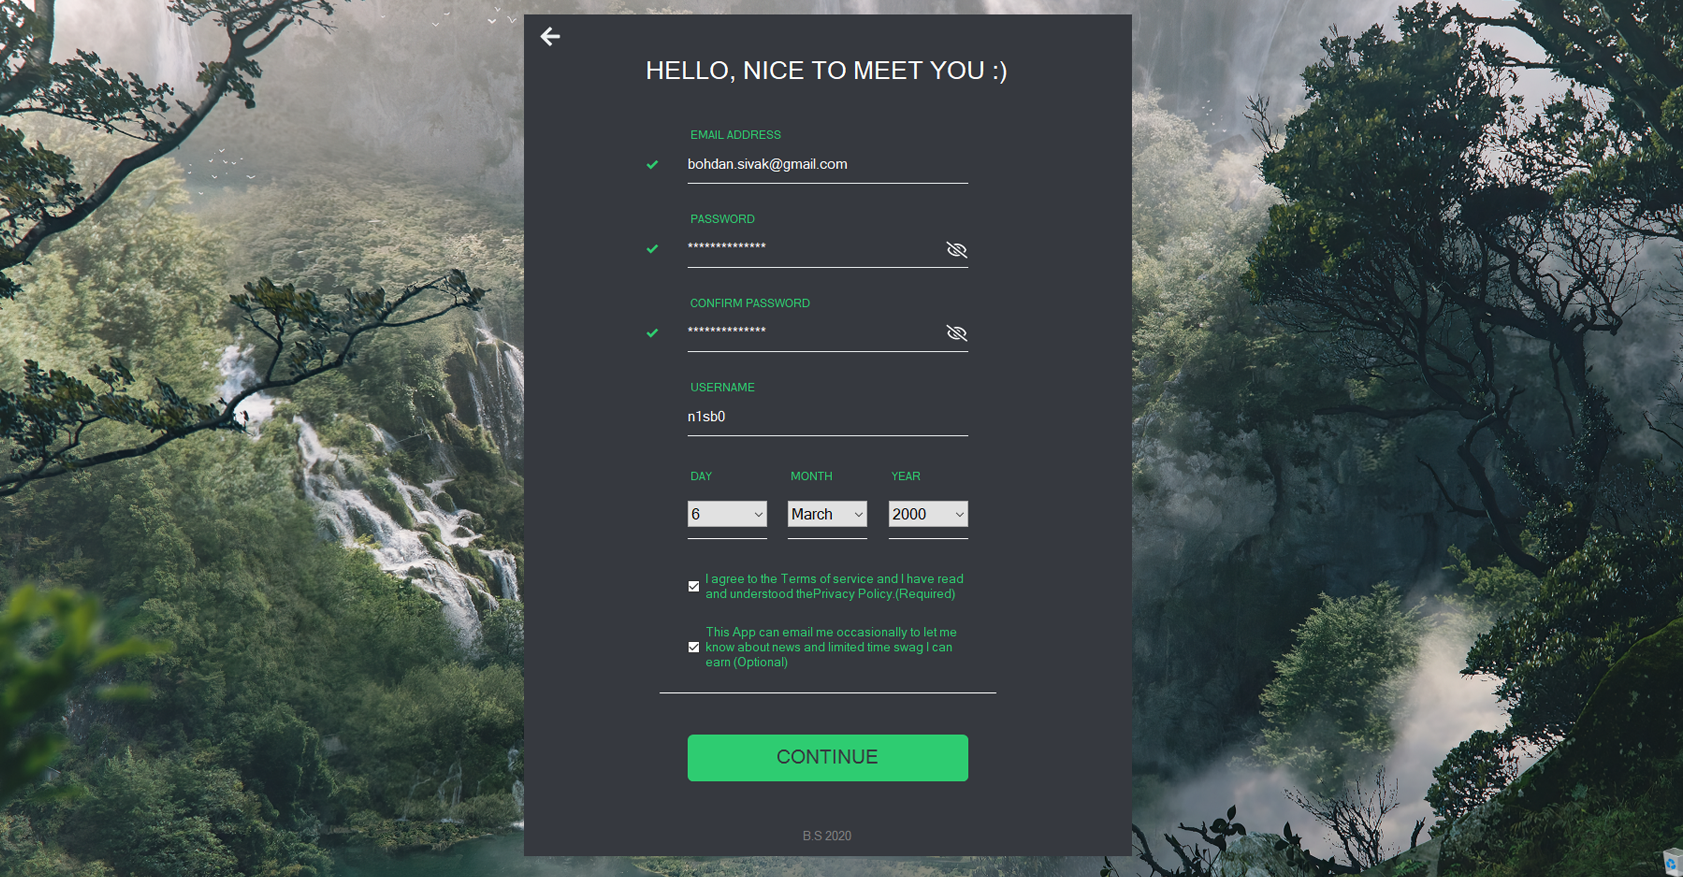 HELLO, NICE TO MEET YOU :)
EMAIL ADDRESS
bohdan.sivak@gmail.com
PASSWORD
**************
CONFIRM PASSWORD
**************
USERNAME
n1sb0
DAY MONTH YEAR
6 March 2000
I agree to the Terms of service and I have read
and understood thePrivacy Policy.(Required)
This App can email me occasionally to let me
know about news and limited time swag I can
earn (Optional)
CONTINUE
B.S 2020